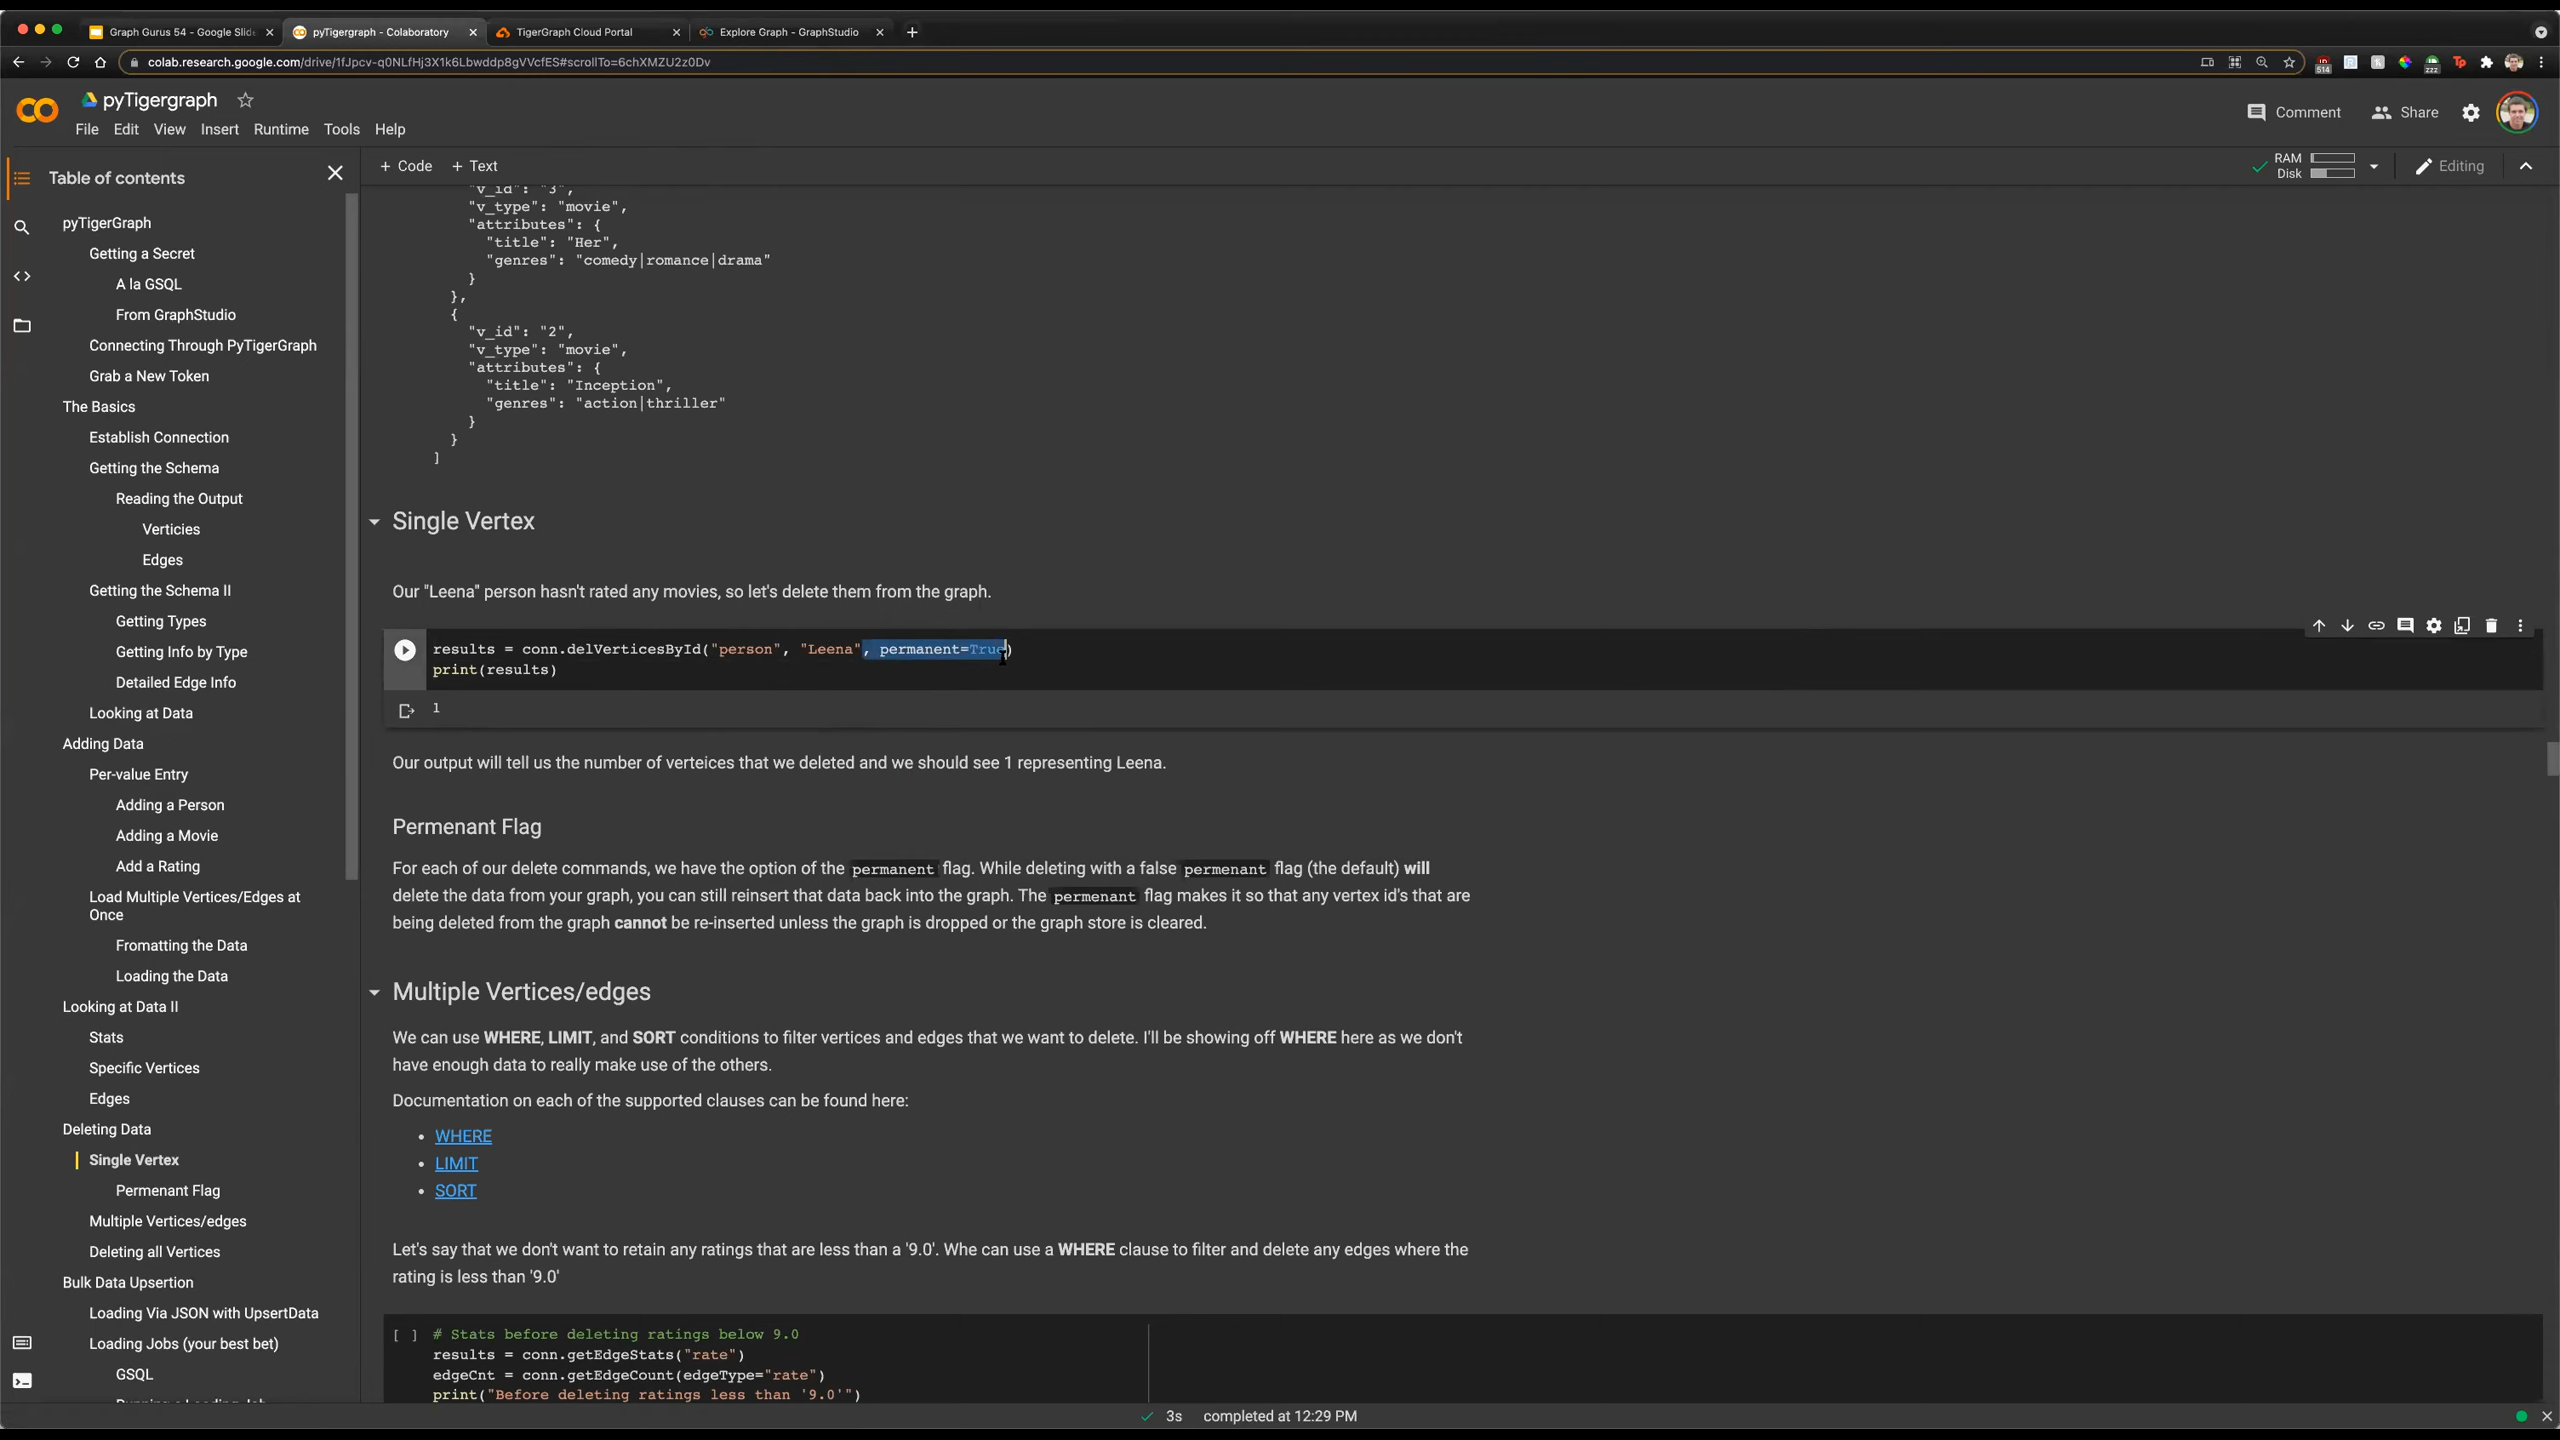 Graph Gurus 54 - Google Slide
pyTigergraph - Colaboratory
TigerGraph Cloud Portal
Explore Graph - GraphStudio
colab.research.google.com/drive/1fJpcv-q0NLfHj3X1k6Lbwddp8gVVcfES#scrollTo=6chXMZU2z0Dv
514
zzz
Tp
pyTigergraph
File Edit View Insert Runtime Tools Help
Comment
Share
Table of contents
+ Code + Text
RAM
Disk
Editing
pyTigerGraph
Getting a Secret
A la GSQL
From GraphStudio
Connecting Through PyTigerGraph
Grab a New Token
The Basics
Establish Connection
Getting the Schema
Reading the Output
Verticies
Edges
Getting the Schema II
Getting Types
Getting Info by Type
Detailed Edge Info
Looking at Data
Adding Data
Per-value Entry
Adding a Person
Adding a Movie
Add a Rating
Load Multiple Vertices/Edges at
Once
Fromatting the Data
Loading the Data
Looking at Data II
Stats
Specific Vertices
Edges
Deleting Data
Single Vertex
Permenant Flag
Multiple Vertices/edges
Deleting all Vertices
Bulk Data Upsertion
Loading Via JSON with UpsertData
Loading Jobs (your best bet)
GSQL
"v_id": "3",
"v_type": "movie",
"attributes": {
"title": "Her",
"genres": "comedy|romance|drama"
}
},
{
"v_id": "2",
"v_type": "movie",
"attributes": {
"title": "Inception",
"genres": "action|thriller"
}
}
]
Single Vertex
Our "Leena" person hasn't rated any movies, so let's delete them from the graph.
results = conn.delVerticesById("person", "Leena", permanent=True)
print(results)
1
Our output will tell us the number of verteices that we deleted and we should see 1 representing Leena.
Permenant Flag
For each of our delete commands, we have the option of the permanent flag. While deleting with a false permenant flag (the default) will
delete the data from your graph, you can still reinsert that data back into the graph. The permenant flag makes it so that any vertex id's that are
being deleted from the graph cannot be re-inserted unless the graph is dropped or the graph store is cleared.
Multiple Vertices/edges
We can use WHERE, LIMIT, and SORT conditions to filter vertices and edges that we want to delete. I'll be showing off WHERE here as we don't
have enough data to really make use of the others.
Documentation on each of the supported clauses can be found here:
• WHERE
• LIMIT
• SORT
Let's say that we don't want to retain any ratings that are less than a '9.0'. Whe can use a WHERE clause to filter and delete any edges where the
rating is less than '9.0'
[ ] # Stats before deleting ratings below 9.0
results = conn.getEdgeStats("rate")
edgeCnt = conn.getEdgeCount(edgeType="rate")
print("Before deleting ratings less than '9.0'")
3s completed at 12:29 PM